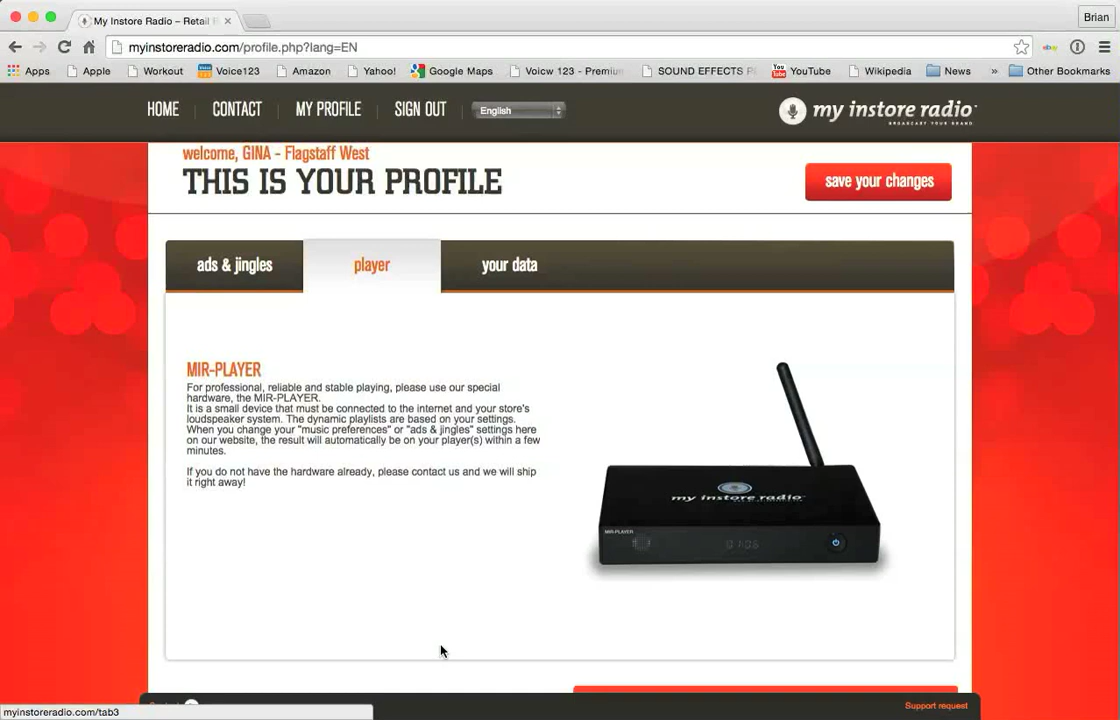 My Instore Radio – Retail
Brian
myinstoreradio.com/profile.php?lang=EN
Apps Apple Workout Voice123 Amazon Yahoo! Google Maps Voicw 123 - Premiu SOUND EFFECTS YouTube Wikipedia News » Other Bookmarks
HOME CONTACT MY PROFILE SIGN OUT English my instore radio
BROADCAST YOUR BRAND
welcome, GINA - Flagstaff West
THIS IS YOUR PROFILE
save your changes
ads & jingles player your data
MIR-PLAYER
For professional, reliable and stable playing, please use our special
hardware, the MIR-PLAYER.
It is a small device that must be connected to the internet and your store's
loudspeaker system. The dynamic playlists are based on your settings.
When you change your "music preferences" or "ads & jingles" settings here
on our website, the result will automatically be on your player(s) within a few
minutes.
If you do not have the hardware already, please contact us and we will ship
it right away!
my instore radio
MIR-PLAYER
01:06
Support request
myinstoreradio.com/tab3